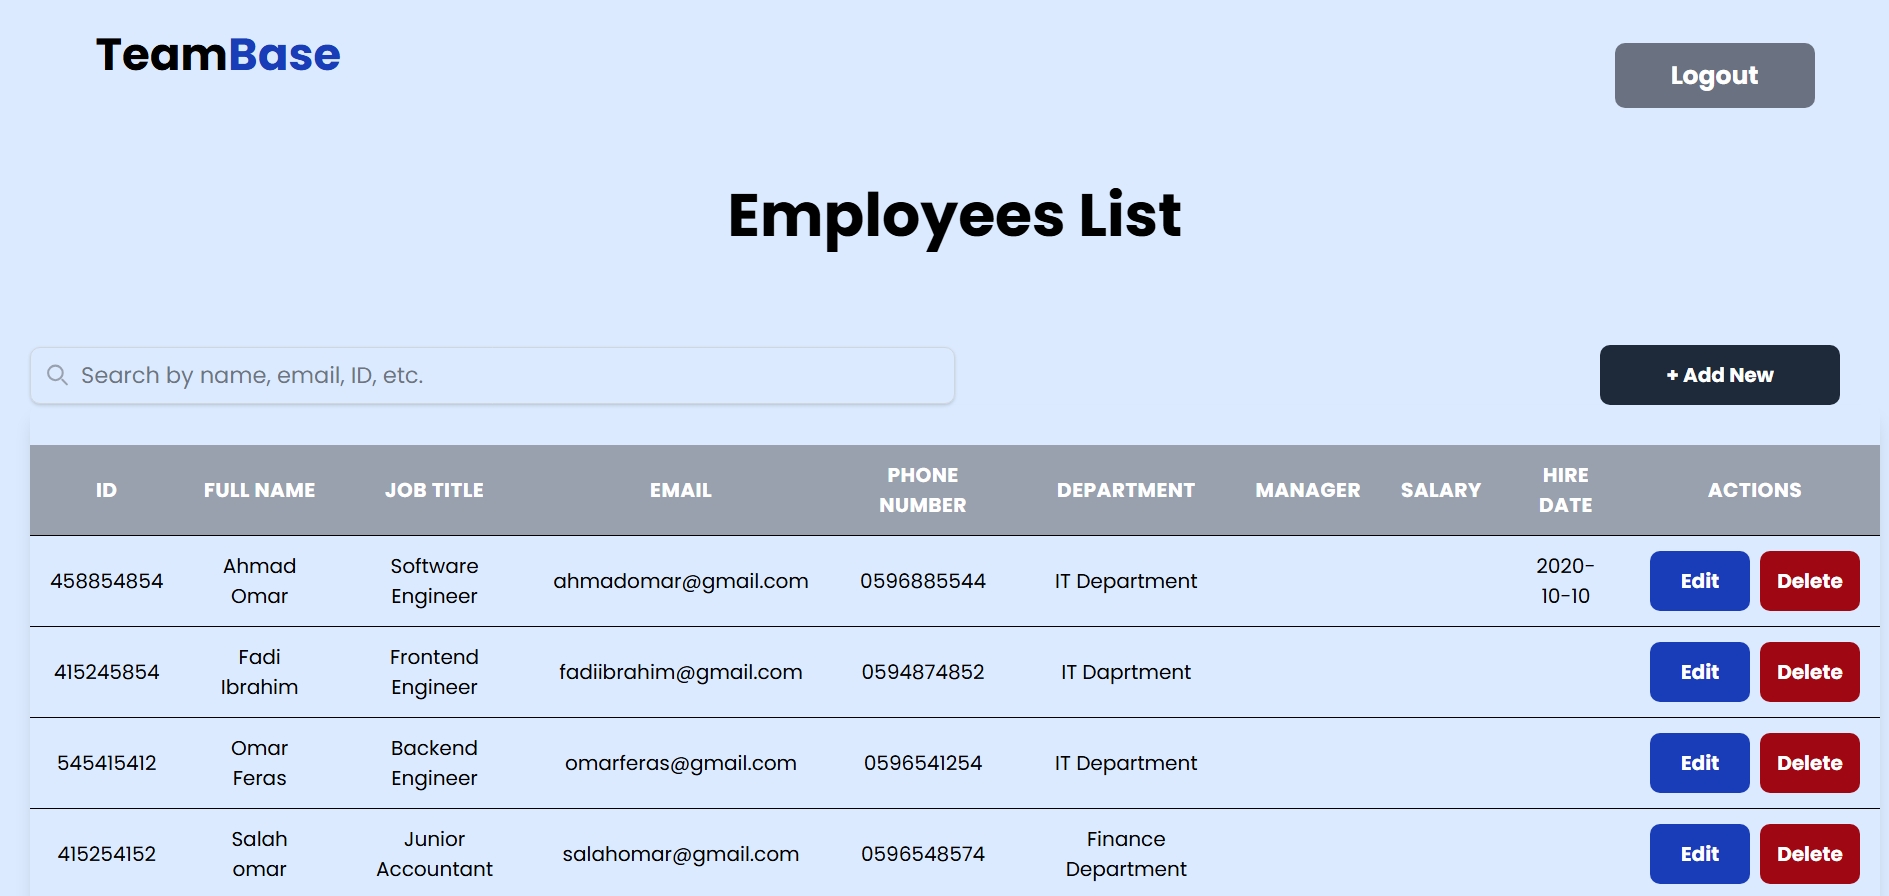 TeamBase
Logout
Employees List
Search by name, email, ID, etc.
+ Add New
ID FULL NAME JOB TITLE EMAIL PHONE NUMBER DEPARTMENT MANAGER SALARY HIRE DATE ACTIONS
458854854 Ahmad Omar Software Engineer ahmadomar@gmail.com 0596885544 IT Department 2020-10-10 Edit Delete
415245854 Fadi Ibrahim Frontend Engineer fadiibrahim@gmail.com 0594874852 IT Daprtment Edit Delete
545415412 Omar Feras Backend Engineer omarferas@gmail.com 0596541254 IT Department Edit Delete
415254152 Salah omar Junior Accountant salahomar@gmail.com 0596548574 Finance Department Edit Delete